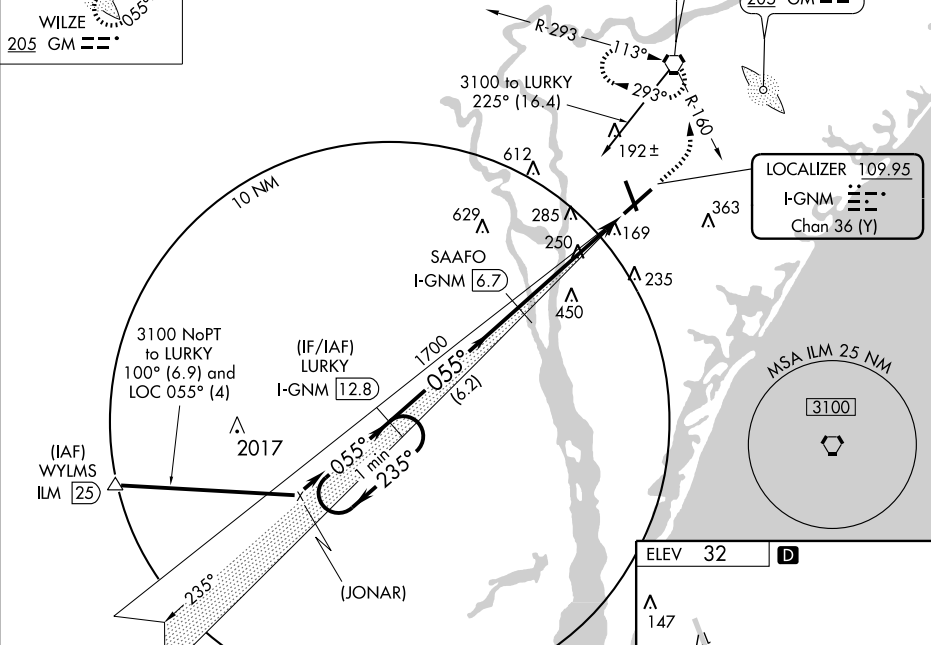 WILZE
205 GM
055°
205 GM
R-293
113°
293°
R-160
3100 to LURKY
225° (16.4)
192±
612
10 NM
629
285
250
169
363
235
450
LOCALIZER 109.95
I-GNM
Chan 36 (Y)
SAAFO
I-GNM 6.7
3100 NoPT
to LURKY
100° (6.9) and
LOC 055° (4)
(IF/IAF)
LURKY
I-GNM 12.8
1700
055°
(6.2)
MSA ILM 25 NM
3100
2017
(IAF)
WYLMS
ILM 25
055°
1 min
235°
235°
(JONAR)
ELEV 32
D
147